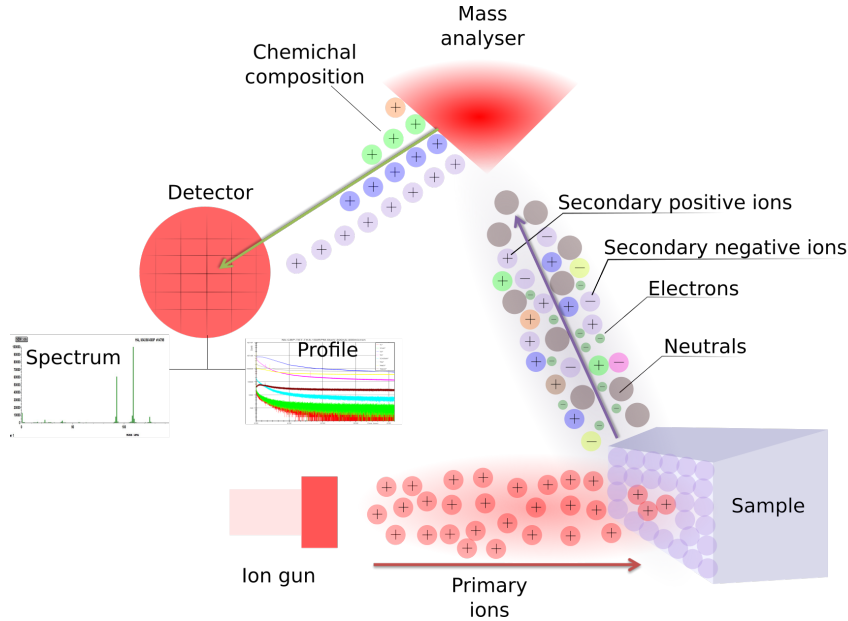 Mass
analyser
Chemichal
composition
Detector
Secondary positive ions
Secondary negative ions
Electrons
Neutrals
Spectrum
Profile
Sample
Ion gun
Primary
ions